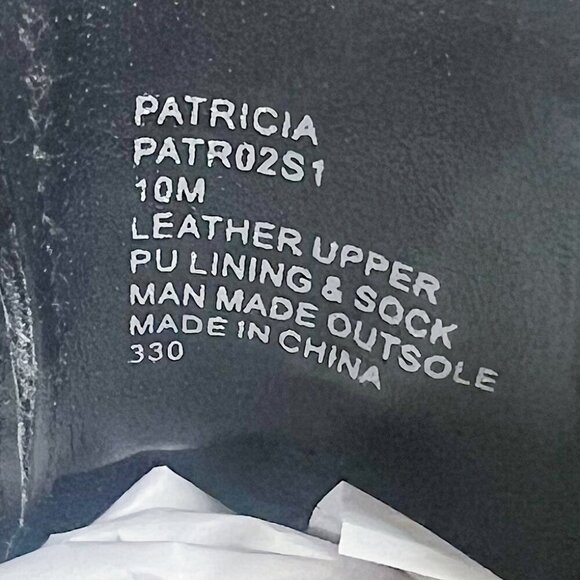 PATRICIA
PATR02S1
10M
LEATHER UPPER
PU LINING & SOCK
MAN MADE OUTSOLE
MADE IN CHINA
330